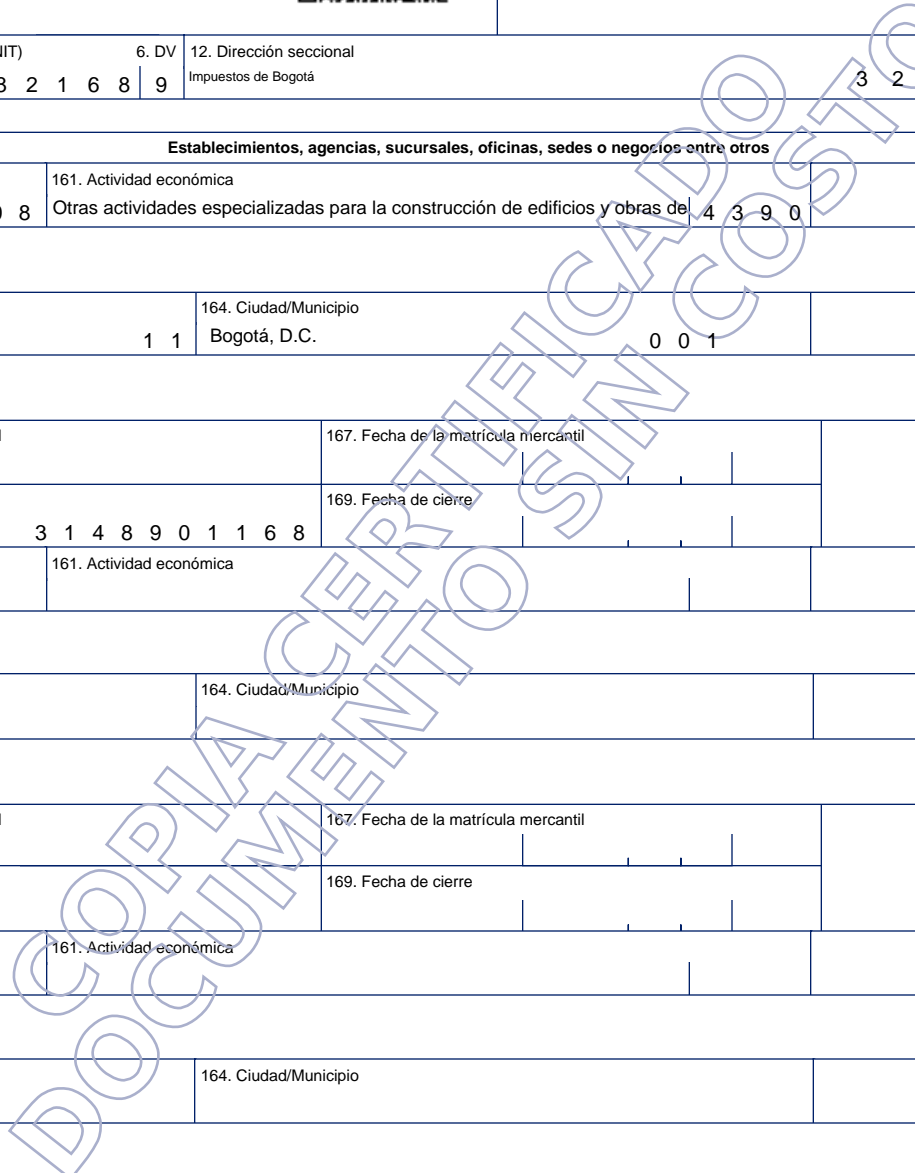 NIT) 6. DV 12. Dirección seccional
3 2 1 6 8 9 Impuestos de Bogotá 3 2
Establecimientos, agencias, sucursales, oficinas, sedes o negocios entre otros
161. Actividad económica
8 Otras actividades especializadas para la construcción de edificios y obras de 4 3 9 0
164. Ciudad/Municipio
1 1 Bogotá, D.C. 0 0 1
167. Fecha de la matrícula mercantil
169. Fecha de cierre
3 1 4 8 9 0 1 1 6 8
161. Actividad económica
164. Ciudad/Municipio
167. Fecha de la matrícula mercantil
169. Fecha de cierre
161. Actividad económica
164. Ciudad/Municipio
COPIA CERTIFICADO
DOCUMENTO SIN COSTO